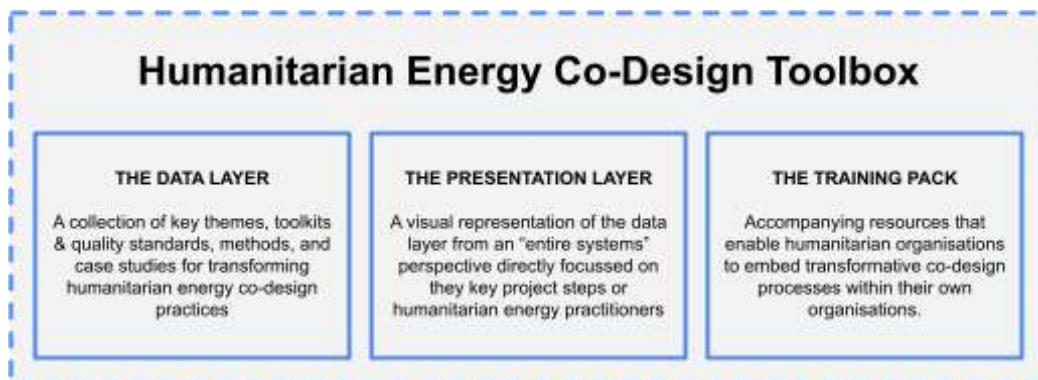 Humanitarian Energy Co-Design Toolbox
THE DATA LAYER
A collection of key themes, toolkits
& quality standards, methods, and
case studies for transforming
humanitarian energy co-design
practices
THE PRESENTATION LAYER
A visual representation of the data
layer from an “entire systems”
perspective directly focussed on
they key project steps or
humanitarian energy practitioners
THE TRAINING PACK
Accompanying resources that
enable humanitarian organisations
to embed transformative co-design
processes within their own
organisations.